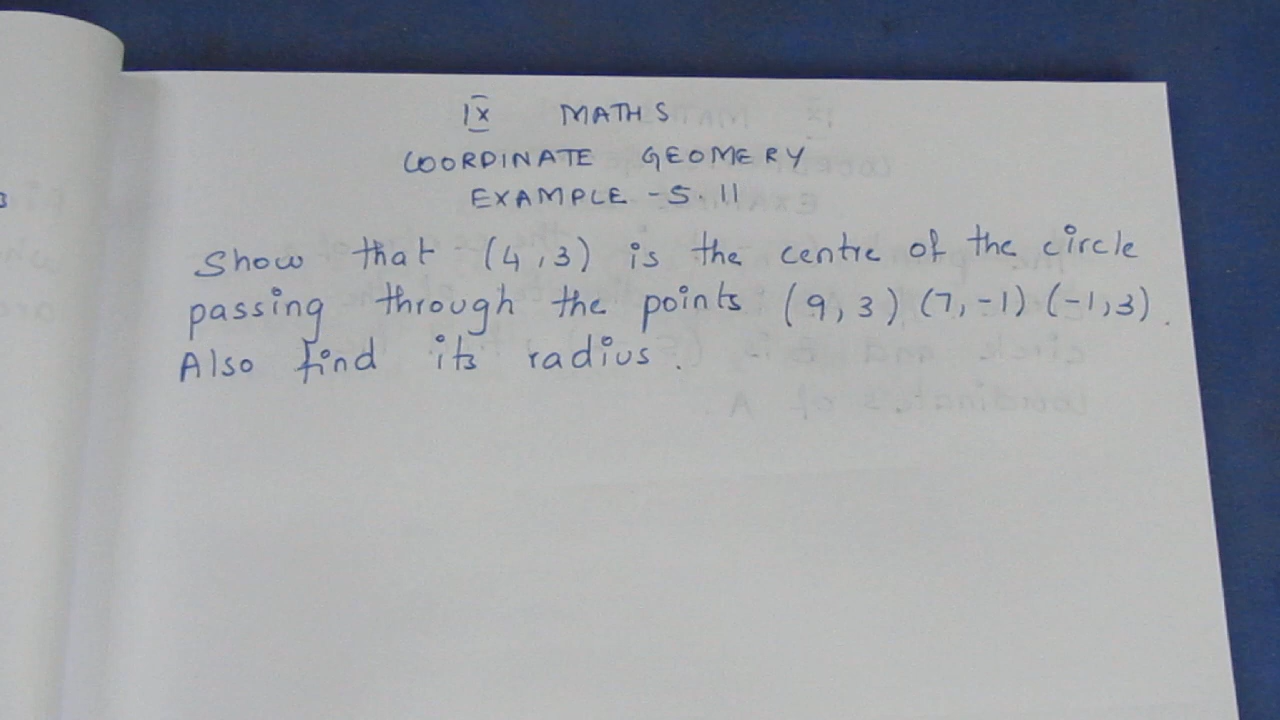 IX MATHS
COORDINATE GEOMERY
EXAMPLE - 5.11
Show that (4,3) is the centre of the circle
passing through the points (9,3) (7,-1) (-1,3).
Also find its radius.